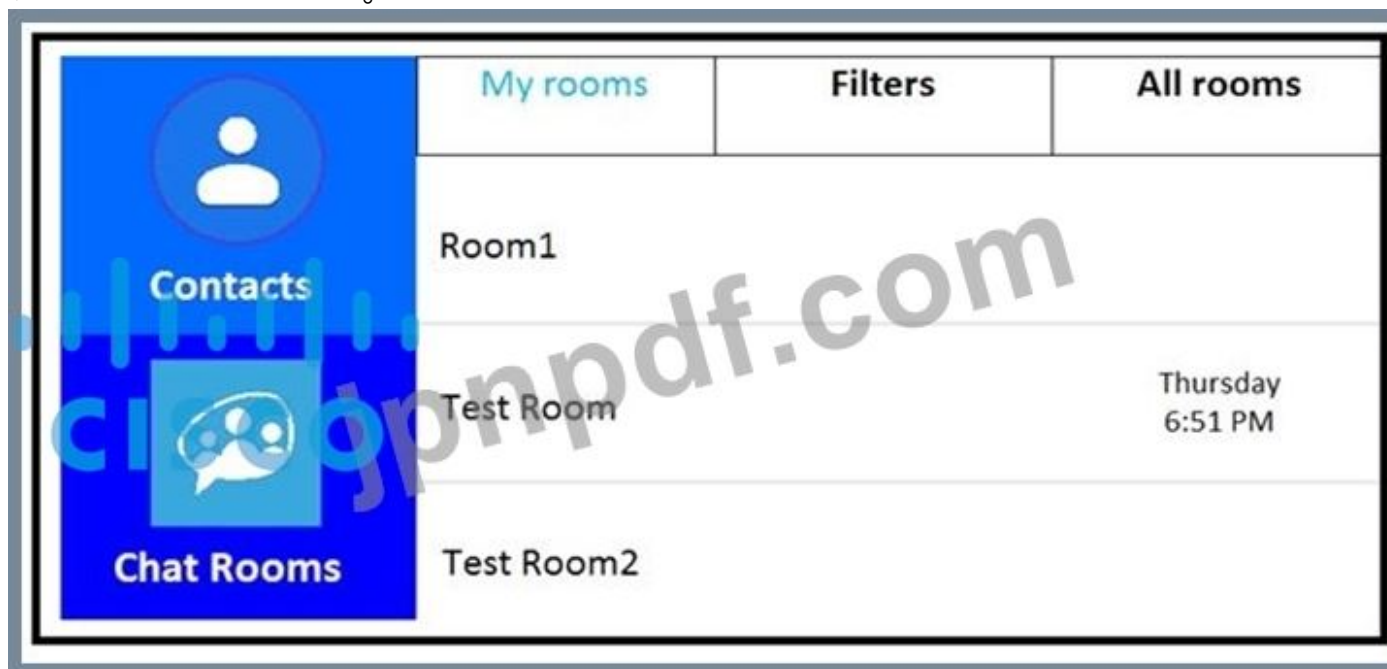 My rooms
Filters
All rooms
Contacts
Room1
Test Room
Thursday
6:51 PM
Chat Rooms
Test Room2
CISCO
jpnpdf.com